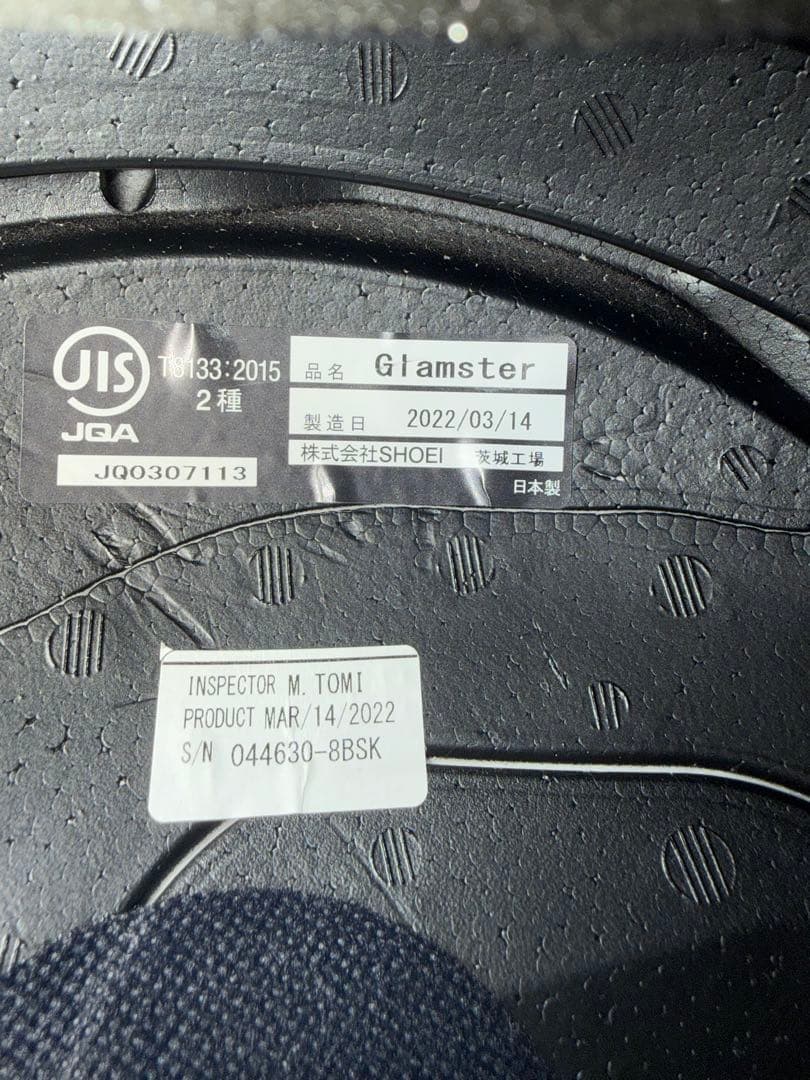 JIS
JQA
T8133:2015
2種
JQ0307113
品名 Glamster
製造日 2022/03/14
株式会社SHOEI 茨城工場
日本製
INSPECTOR M. TOMI
PRODUCT MAR/14/2022
S/N 044630-8BSK